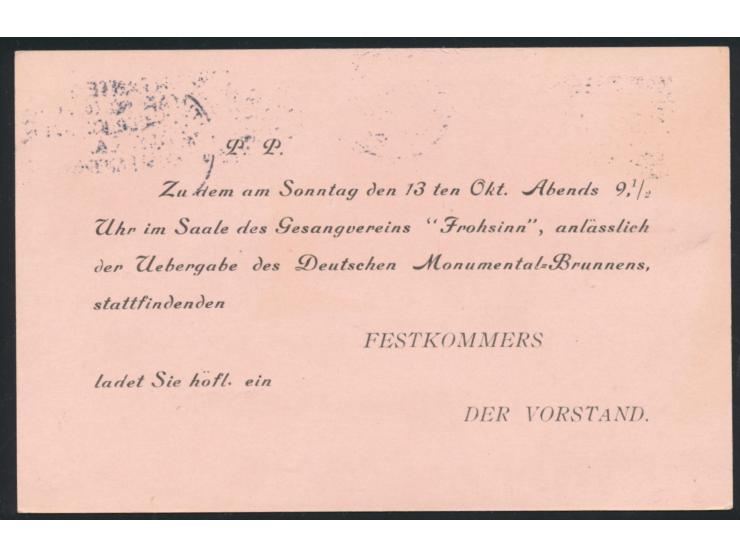 P. P.
Zu dem am Sonntag den 13 ten Okt. Abends 9,1/2
Uhr im Saale des Gesangvereins "Frohsinn", anlässlich
der Uebergabe des Deutschen Monumental=Brunnens,
stattfindenden
FESTKOMMERS
ladet Sie höfl. ein
DER VORSTAND.